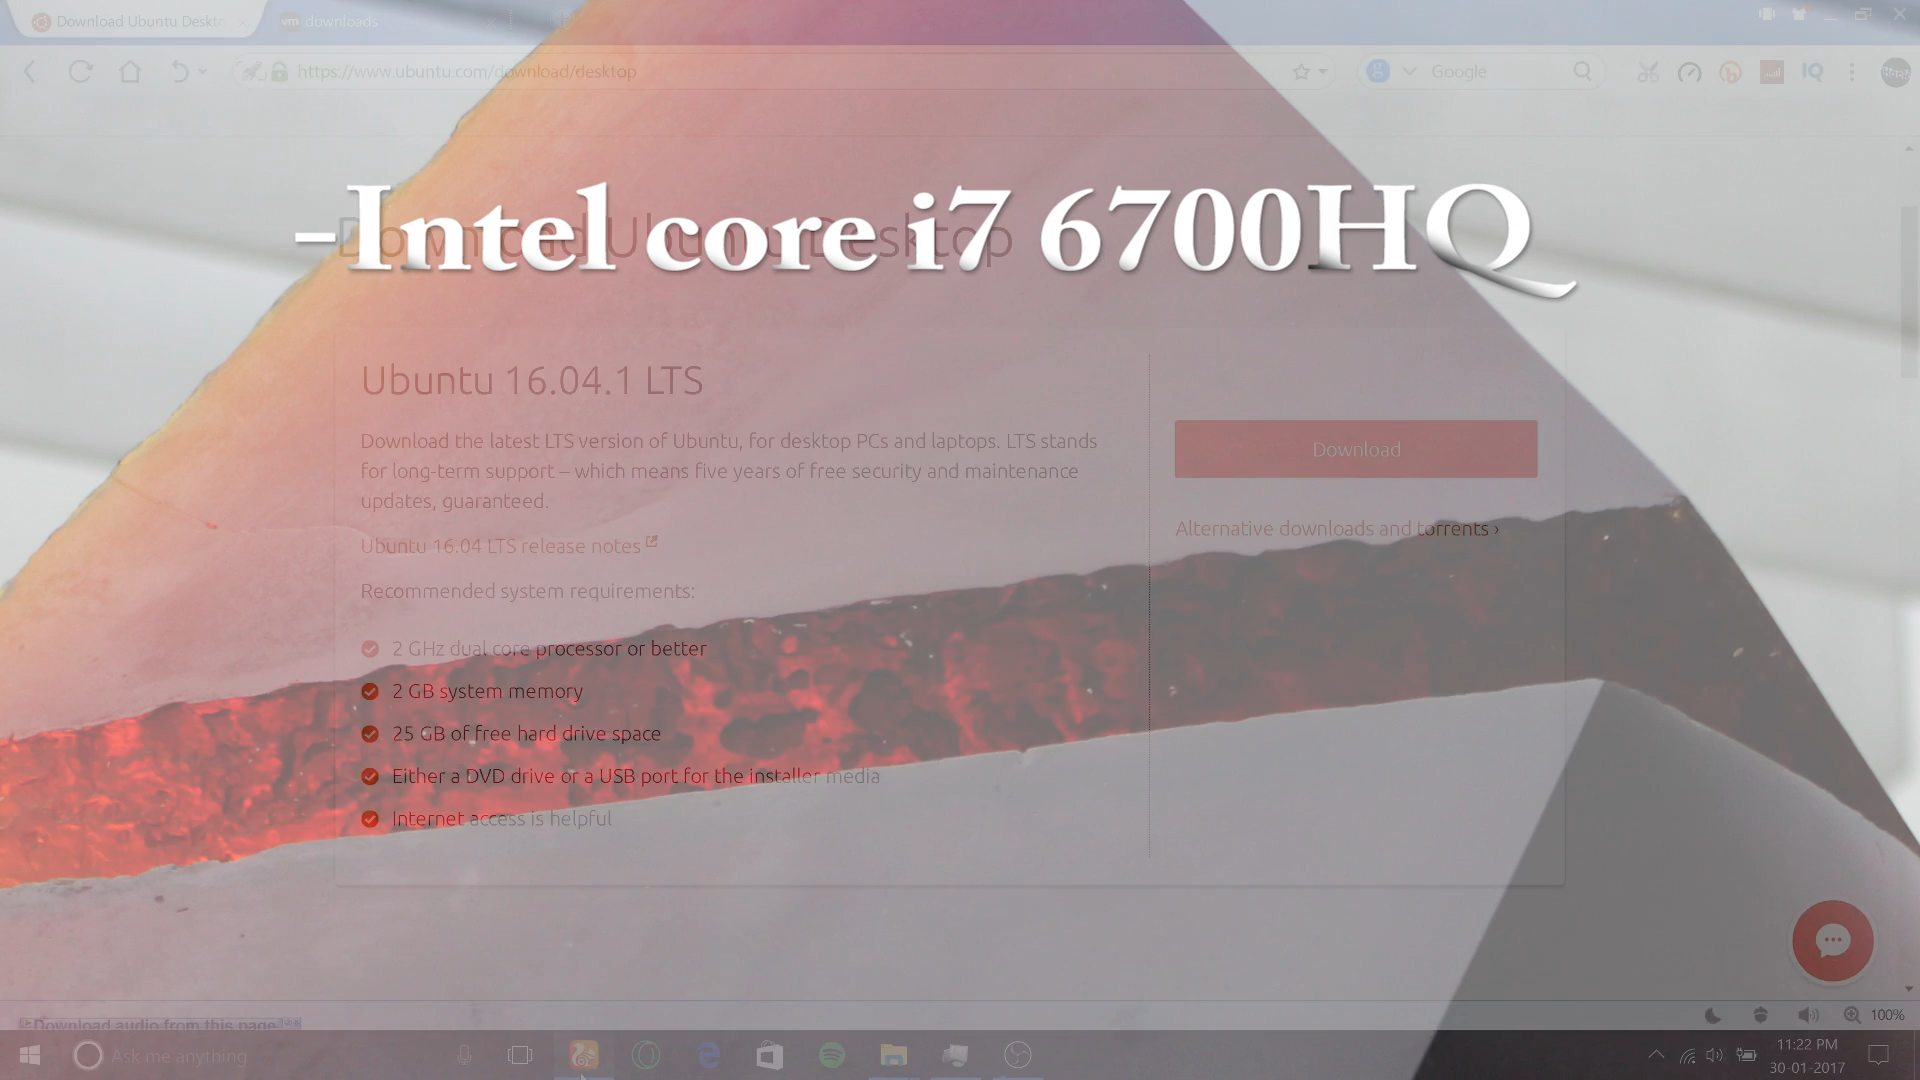 Download Ubuntu Deskto
downloads
https://www.ubuntu.com/download/desktop
Google
IQ
-Intel core i7 6700HQ
Download Ubuntu Desktop
Ubuntu 16.04.1 LTS
Download the latest LTS version of Ubuntu, for desktop PCs and laptops. LTS stands
for long-term support – which means five years of free security and maintenance
updates, guaranteed.
Ubuntu 16.04 LTS release notes
Recommended system requirements:
2 GHz dual core processor or better
2 GB system memory
25 GB of free hard drive space
Either a DVD drive or a USB port for the installer media
Internet access is helpful
Download
Alternative downloads and torrents ›
Download audio from this page
100%
Ask me anything
11:22 PM
30-01-2017